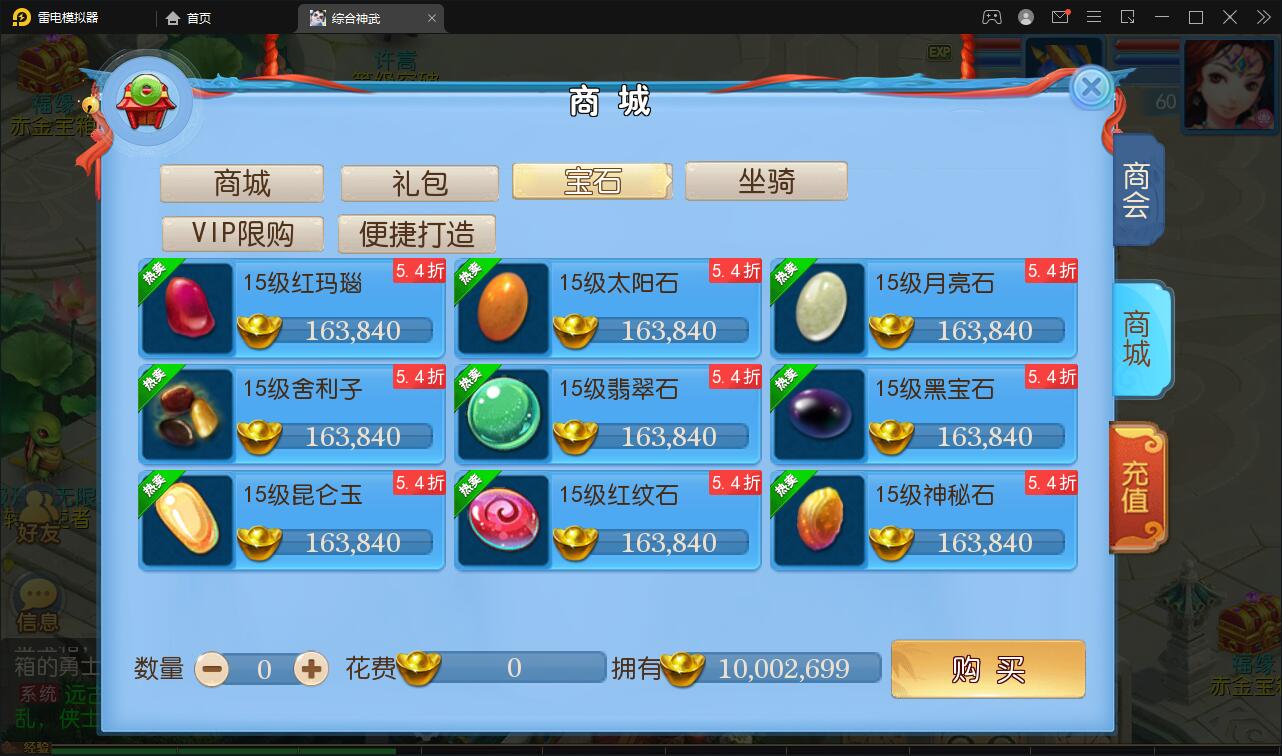 雷电模拟器
首页
综合神武
许嵩
EXP
60
福缘
赤金宝箱
商城
商城 礼包 宝石 坐骑
VIP限购 便捷打造
商会
商城
充值
热卖 15级红玛瑙 5.4折
163,840
热卖 15级太阳石 5.4折
163,840
热卖 15级月亮石 5.4折
163,840
热卖 15级舍利子 5.4折
163,840
热卖 15级翡翠石 5.4折
163,840
热卖 15级黑宝石 5.4折
163,840
热卖 15级昆仑玉 5.4折
163,840
热卖 15级红纹石 5.4折
163,840
热卖 15级神秘石 5.4折
163,840
好友
信息
数量 0 花费 0 拥有 10,002,699 购买
箱的勇士
系统 远古
乱，侠士
福缘
赤金宝
经验